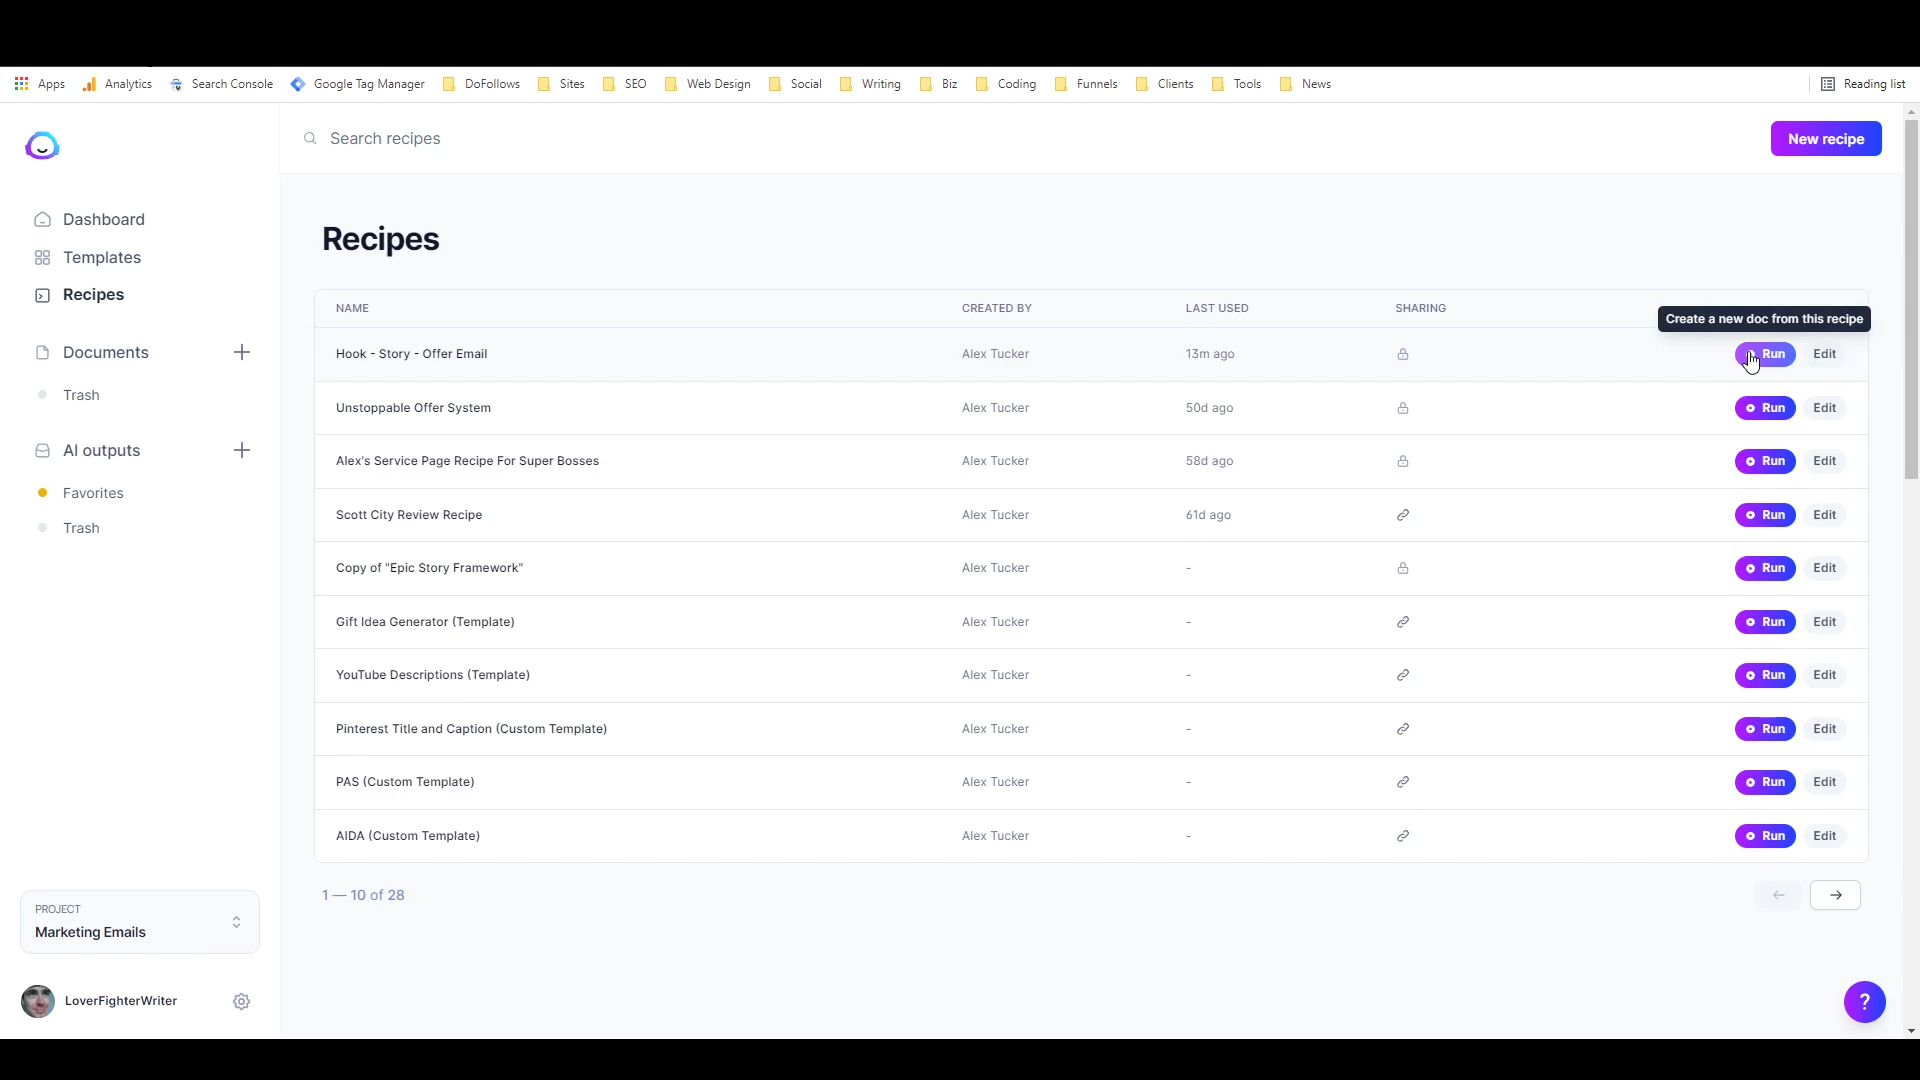 Apps Analytics Search Console Google Tag Manager DoFollows Sites SEO Web Design Social Writing Biz Coding Funnels Clients Tools News Reading list
Search recipes
New recipe
Dashboard
Templates
Recipes
Documents
Trash
AI outputs
Favorites
Trash
PROJECT
Marketing Emails
LoverFighterWriter
Recipes
NAME CREATED BY LAST USED SHARING
Create a new doc from this recipe
Hook - Story - Offer Email Alex Tucker 13m ago Run Edit
Unstoppable Offer System Alex Tucker 50d ago Run Edit
Alex's Service Page Recipe For Super Bosses Alex Tucker 58d ago Run Edit
Scott City Review Recipe Alex Tucker 61d ago Run Edit
Copy of "Epic Story Framework" Alex Tucker - Run Edit
Gift Idea Generator (Template) Alex Tucker - Run Edit
YouTube Descriptions (Template) Alex Tucker - Run Edit
Pinterest Title and Caption (Custom Template) Alex Tucker - Run Edit
PAS (Custom Template) Alex Tucker - Run Edit
AIDA (Custom Template) Alex Tucker - Run Edit
1 — 10 of 28
?